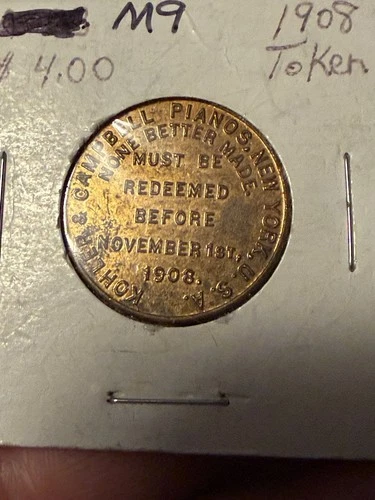 M9
1908
$ 4.00
Token
KOHLER & CAMPBELL PIANOS, NEW YORK, U. S. A.
NONE BETTER MADE.
MUST BE
REDEEMED
BEFORE
NOVEMBER 1ST,
1908.